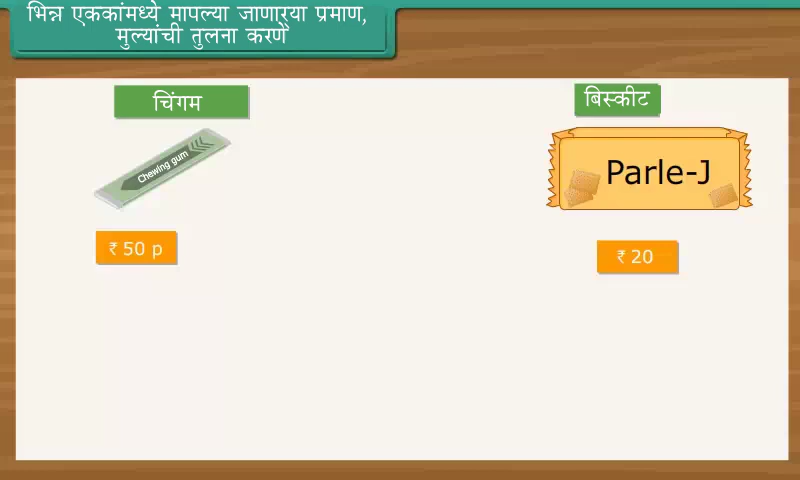 भिन्न एककांमध्ये मापल्या जाणाऱ्या प्रमाण,
मुल्यांची तुलना करणे
चिंगम
बिस्कीट
Chewing gum
Parle-J
₹ 50 p
₹ 20